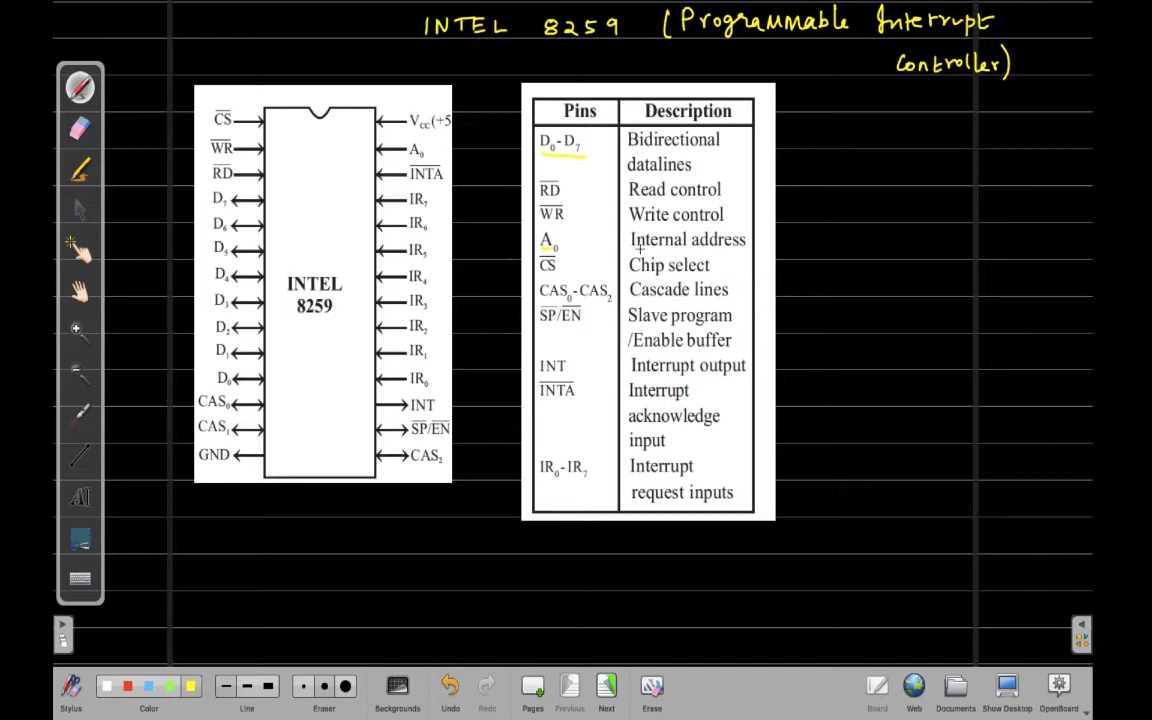 INTEL 8259 (Programmable Interrupt
controller)
CS
WR
RD
D7
D6
D5
D4
D3
D2
D1
D0
CAS0
CAS1
GND
INTEL
8259
Vcc(+5
A0
INTA
IR7
IR6
IR5
IR4
IR3
IR2
IR1
IR0
INT
SP/EN
CAS2
Pins Description
D0-D7 Bidirectional
datalines
RD Read control
WR Write control
A0 Internal address
CS Chip select
CAS0-CAS2 Cascade lines
SP/EN Slave program
/Enable buffer
INT Interrupt output
INTA Interrupt
acknowledge
input
IR0-IR7 Interrupt
request inputs
AI
Stylus Color Line Eraser Backgrounds Undo Redo Pages Previous Next Erase Board Web Documents Show Desktop OpenBoard